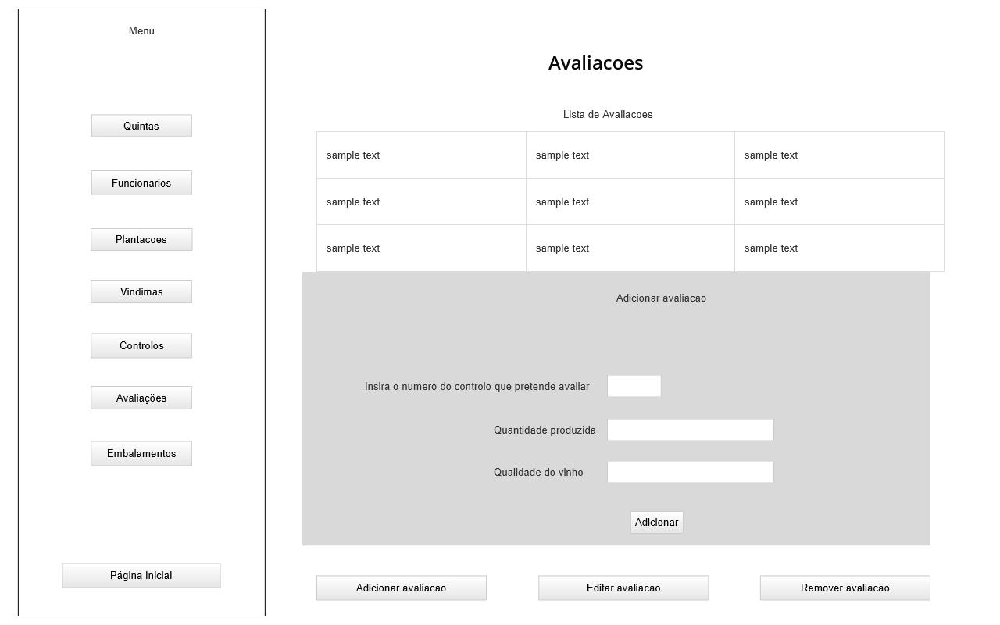 Menu
Quintas
Funcionarios
Plantacoes
Vindimas
Controlos
Avaliações
Embalamentos
Página Inicial
Avaliacoes
Lista de Avaliacoes
sample text sample text sample text
sample text sample text sample text
sample text sample text sample text
Adicionar avaliacao
Insira o numero do controlo que pretende avaliar
Quantidade produzida
Qualidade do vinho
Adicionar
Adicionar avaliacao Editar avaliacao Remover avaliacao